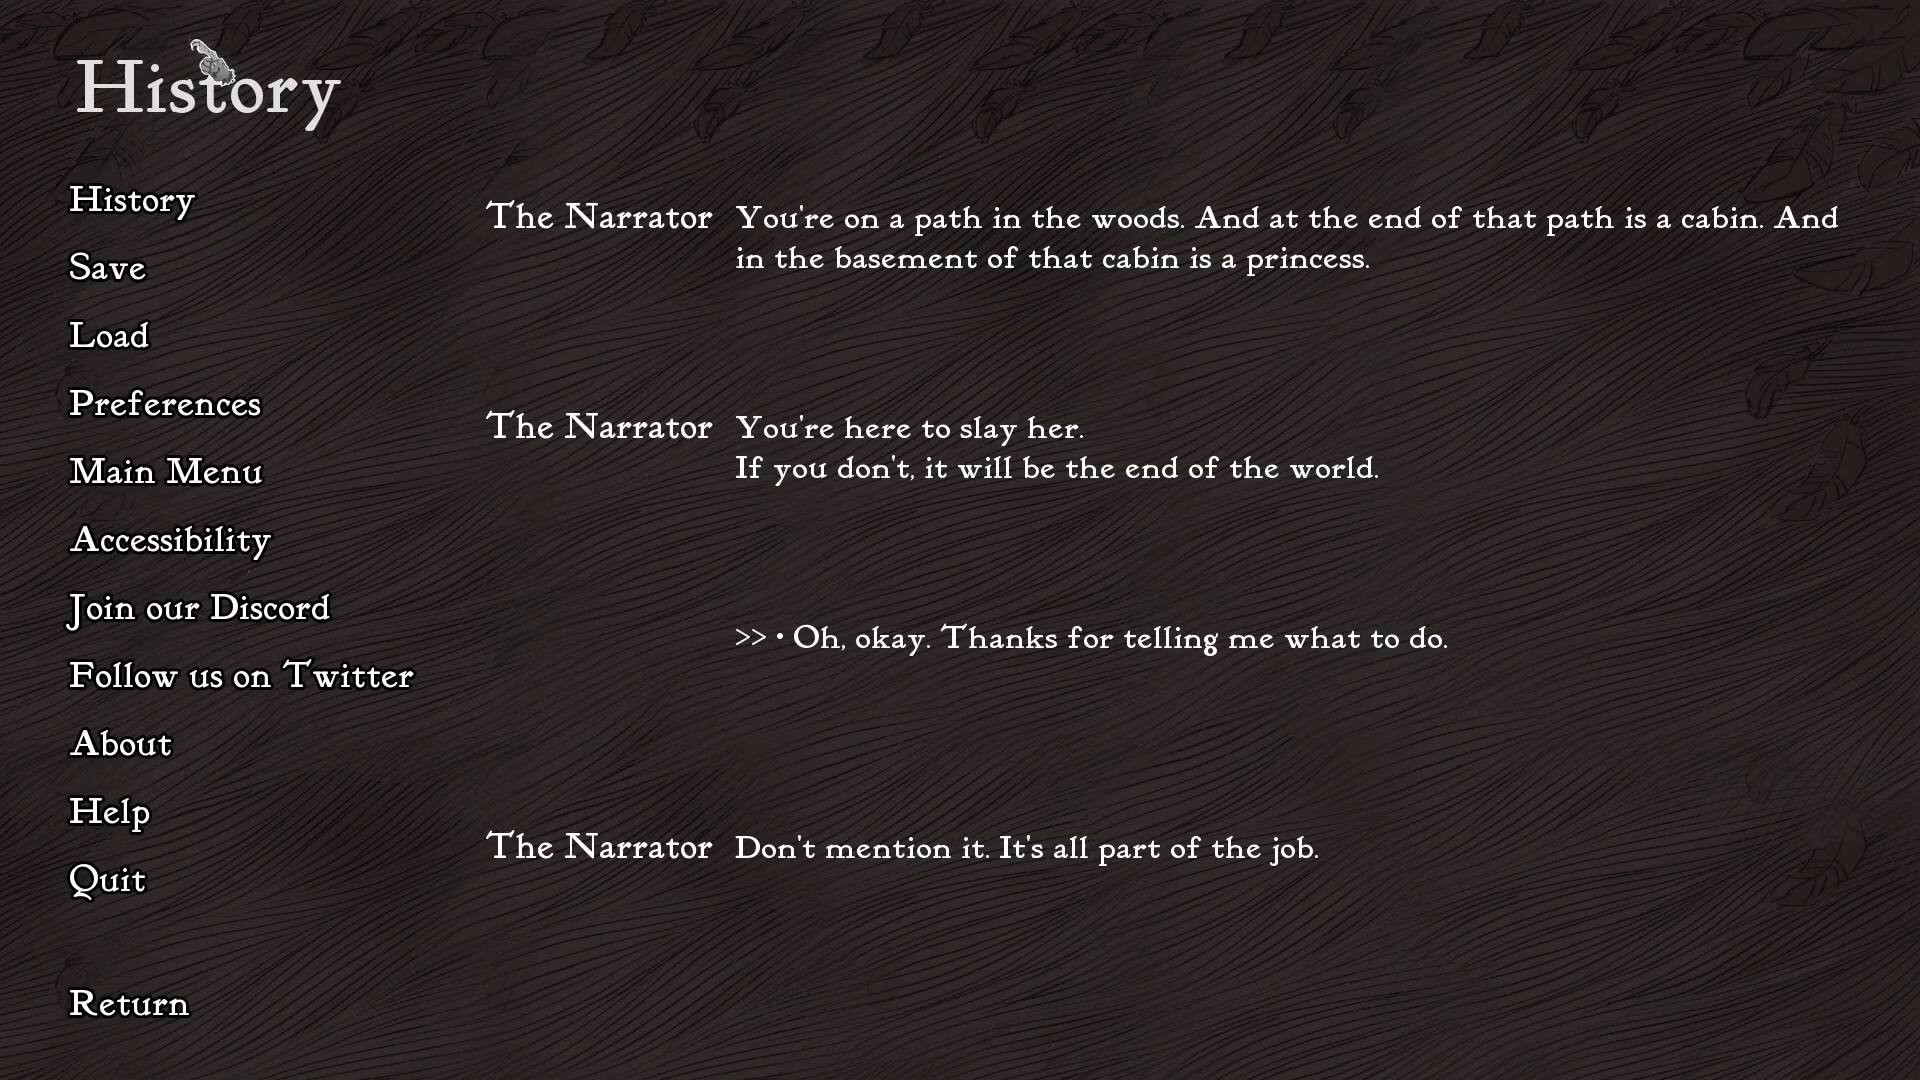 History
History
Save
Load
Preferences
Main Menu
Accessibility
Join our Discord
Follow us on Twitter
About
Help
Quit
Return
The Narrator You're on a path in the woods. And at the end of that path is a cabin. And
in the basement of that cabin is a princess.
The Narrator You're here to slay her.
If you don't, it will be the end of the world.
>> • Oh, okay. Thanks for telling me what to do.
The Narrator Don't mention it. It's all part of the job.